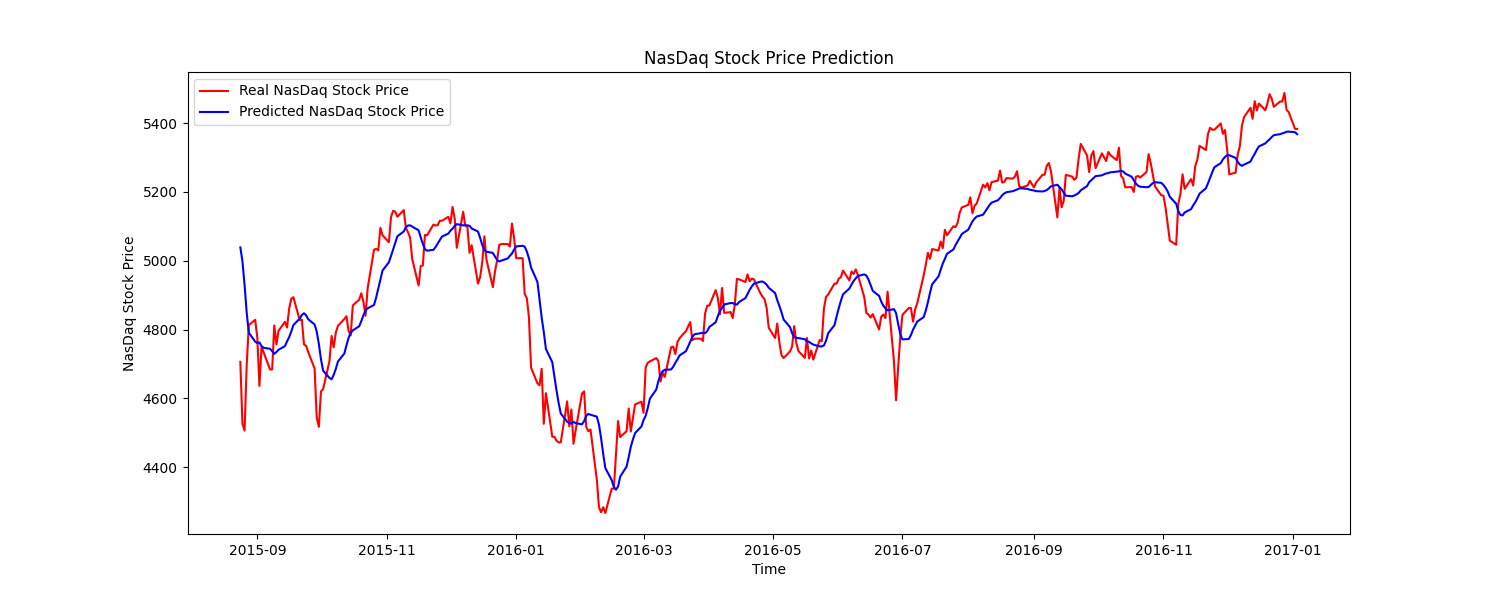 NasDaq Stock Price Prediction
Real NasDaq Stock Price
Predicted NasDaq Stock Price
NasDaq Stock Price
5400
5200
5000
4800
4600
4400
2015-09 2015-11 2016-01 2016-03 2016-05 2016-07 2016-09 2016-11 2017-01
Time